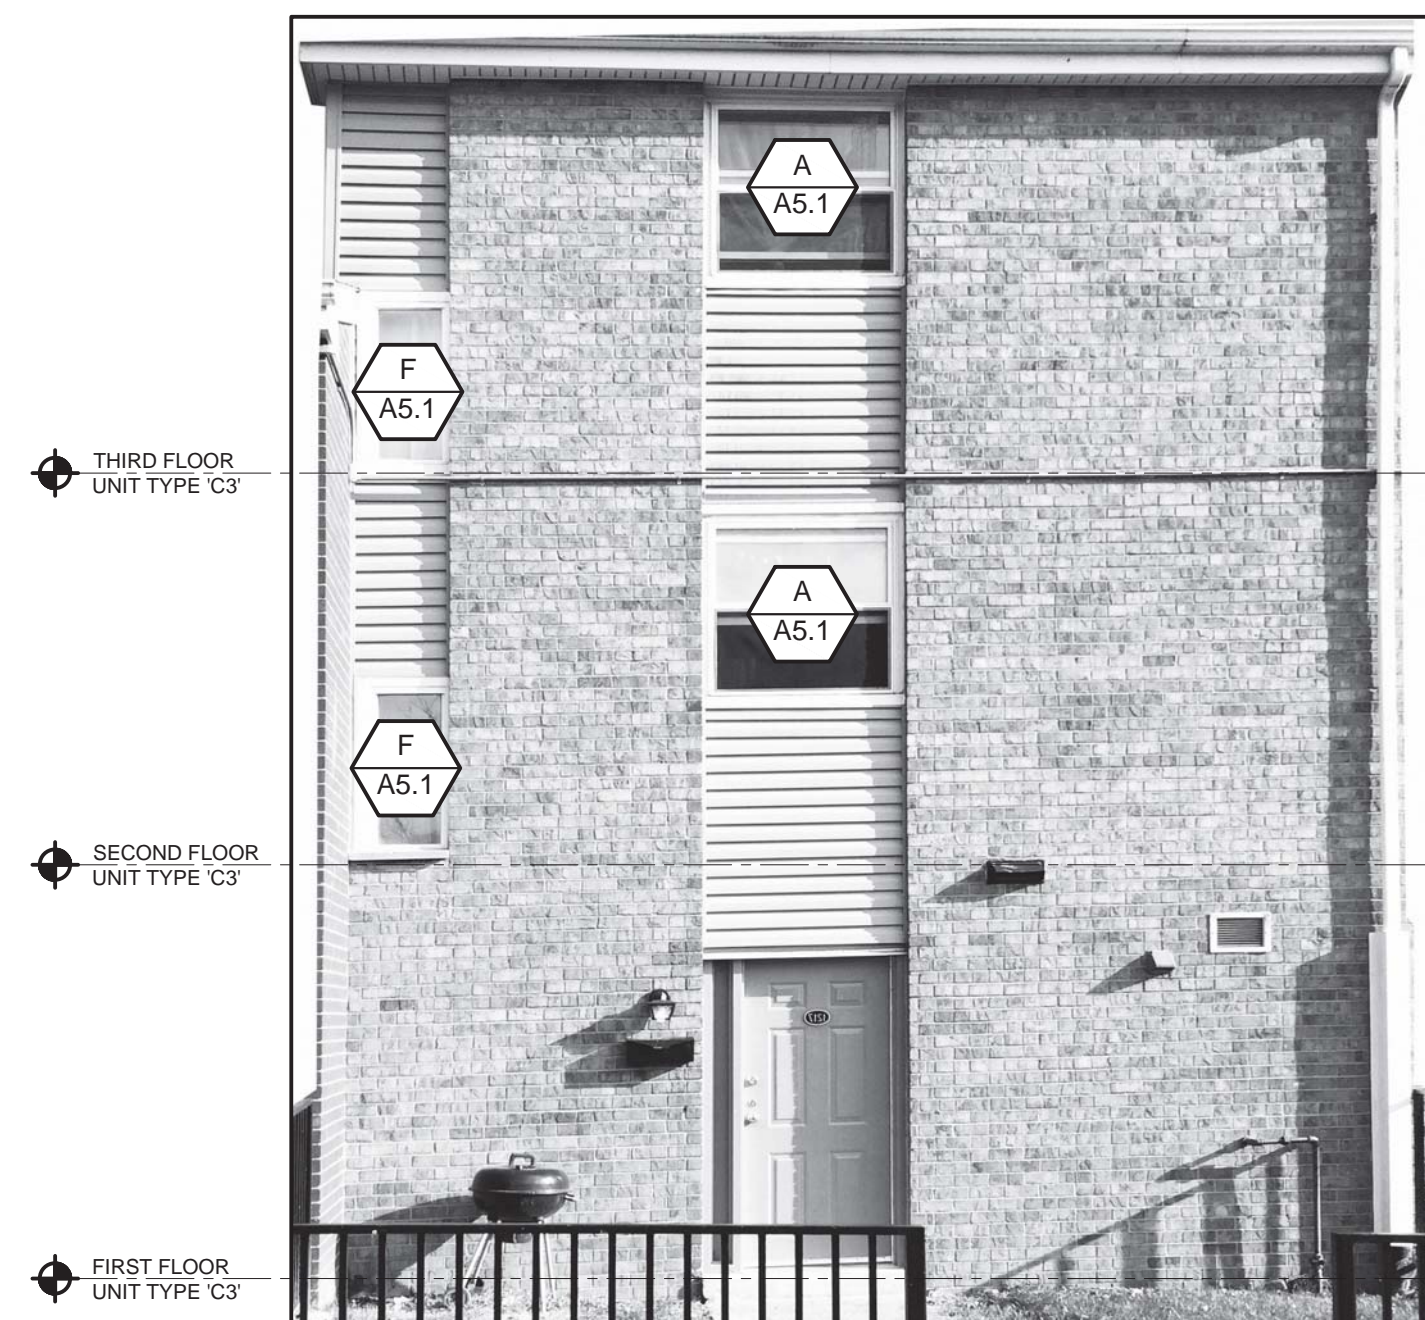 A
A5.1
F
A5.1
THIRD FLOOR
UNIT TYPE 'C3'
A
A5.1
F
A5.1
SECOND FLOOR
UNIT TYPE 'C3'
FIRST FLOOR
UNIT TYPE 'C3'